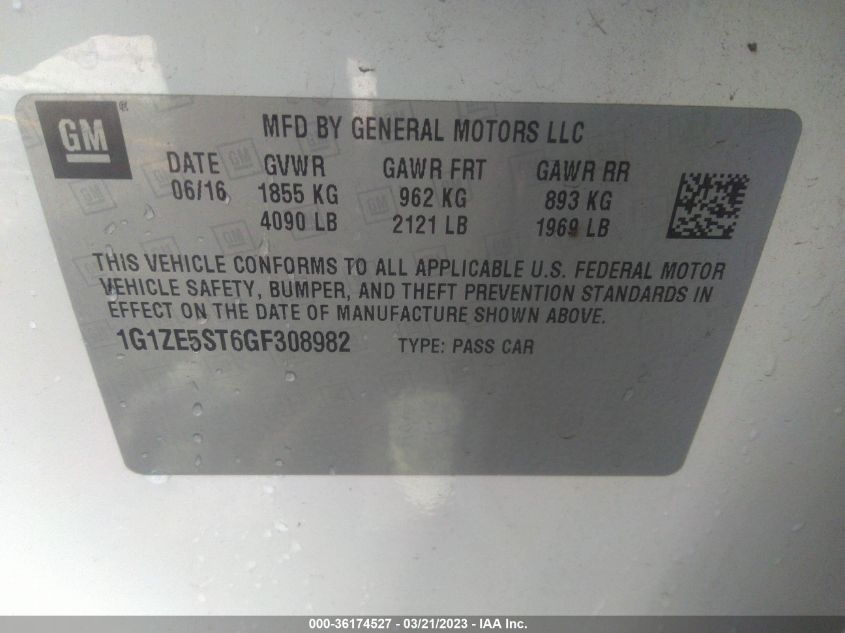 GM ®
MFD BY GENERAL MOTORS LLC
DATE GVWR GAWR FRT GAWR RR
06/16 1855 KG 962 KG 893 KG
4090 LB 2121 LB 1969 LB
THIS VEHICLE CONFORMS TO ALL APPLICABLE U.S. FEDERAL MOTOR
VEHICLE SAFETY, BUMPER, AND THEFT PREVENTION STANDARDS IN
EFFECT ON THE DATE OF MANUFACTURE SHOWN ABOVE.
1G1ZE5ST6GF308982 TYPE: PASS CAR
000-36174527 - 03/21/2023 - IAA Inc.